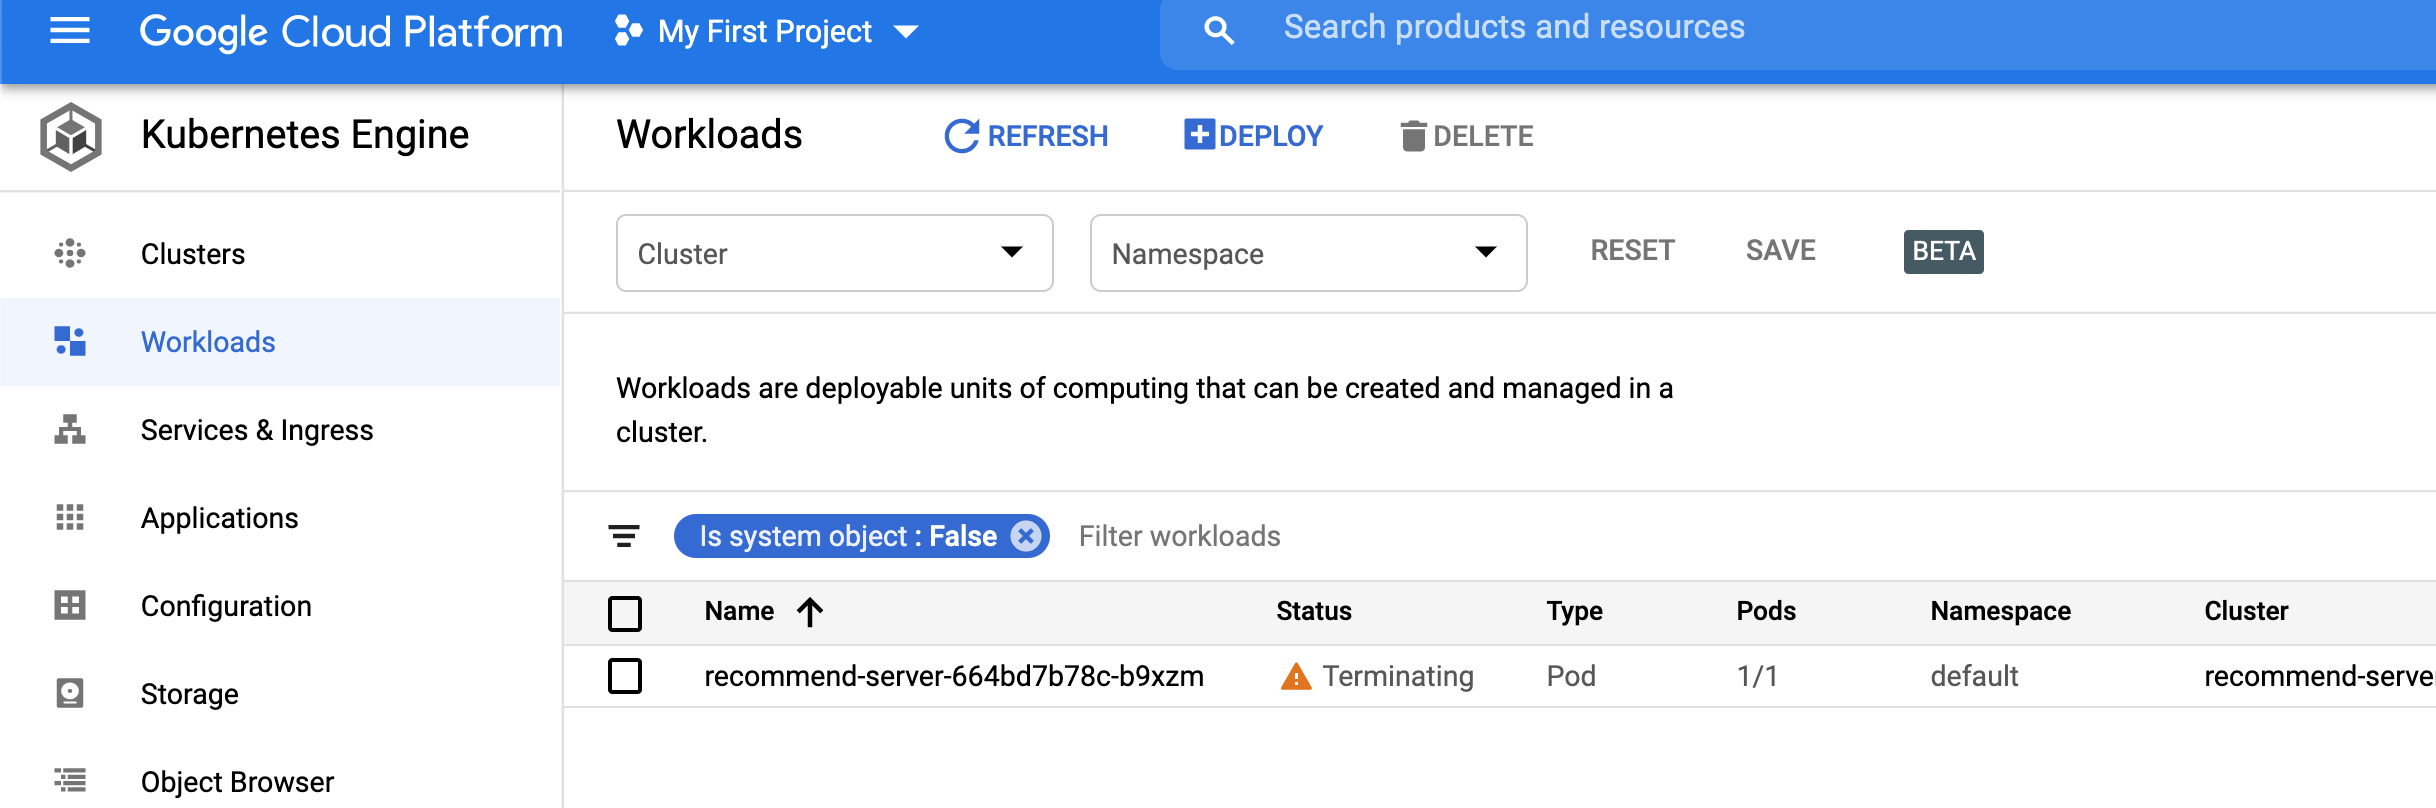 Google Cloud Platform My First Project Search products and resources
Kubernetes Engine
Clusters
Workloads
Services & Ingress
Applications
Configuration
Storage
Object Browser
Workloads REFRESH DEPLOY DELETE
Cluster Namespace RESET SAVE BETA
Workloads are deployable units of computing that can be created and managed in a
cluster.
Is system object : False Filter workloads
Name Status Type Pods Namespace Cluster
recommend-server-664bd7b78c-b9xzm Terminating Pod 1/1 default recommend-server